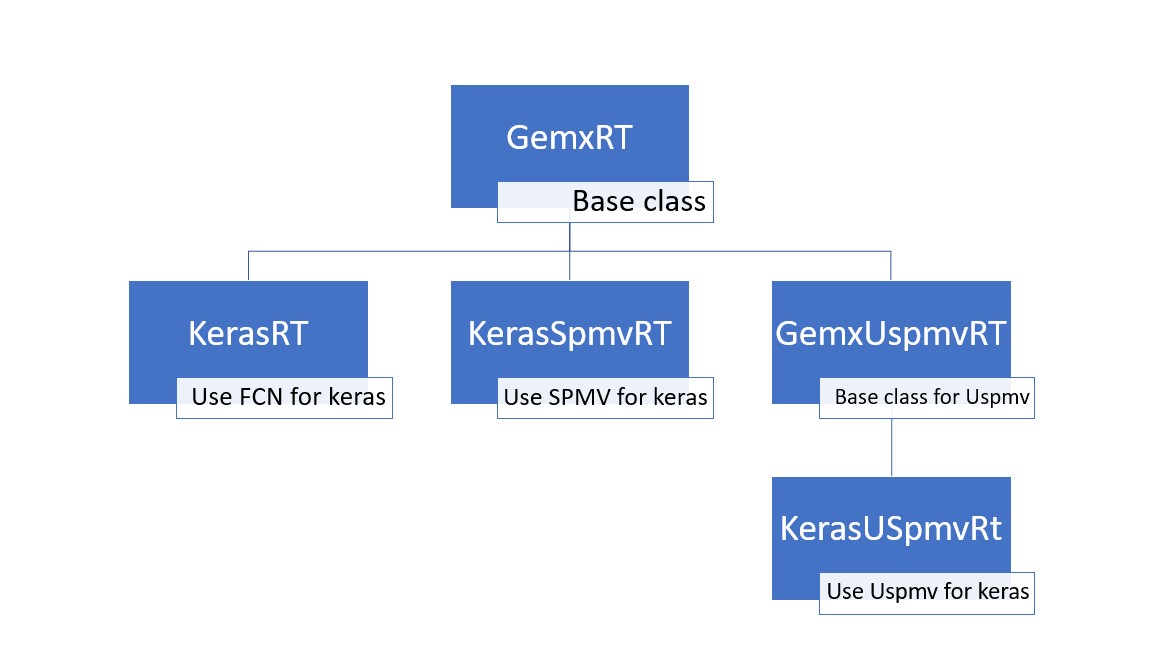 GemxRT
Base class
KerasRT
Use FCN for keras
KerasSpmvRT
Use SPMV for keras
GemxUspmvRT
Base class for Uspmv
KerasUSpmvRt
Use Uspmv for keras